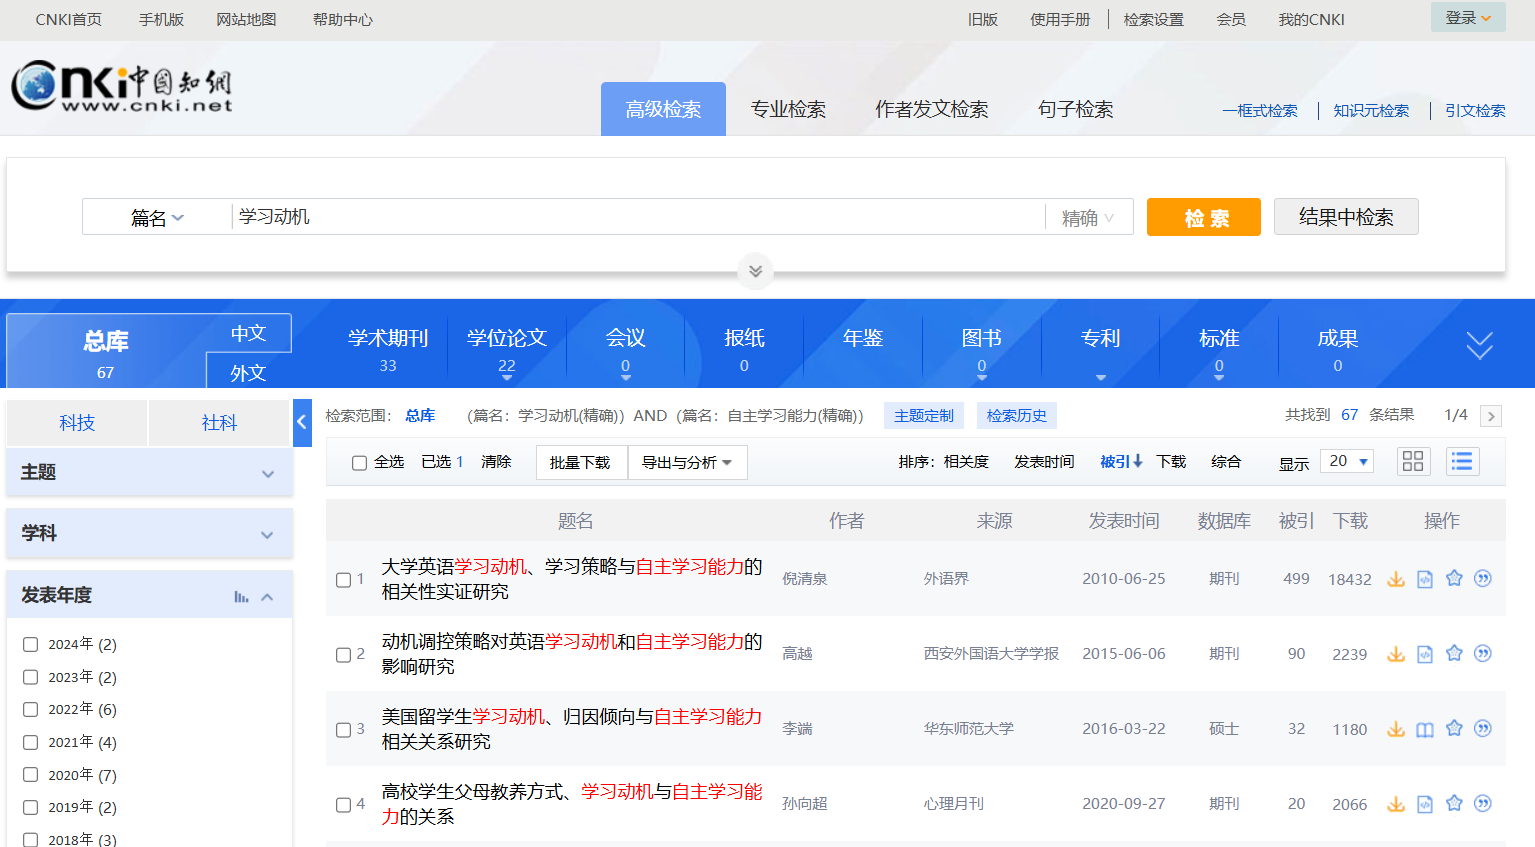 CNKI首页 手机版 网站地图 帮助中心 旧版 使用手册 检索设置 会员 我的CNKI 登录
Cnki中国知网
www.cnki.net
高级检索 专业检索 作者发文检索 句子检索 一框式检索 知识元检索 引文检索
篇名 学习动机 精确 检索 结果中检索
总库 中文 学术期刊 学位论文 会议 报纸 年鉴 图书 专利 标准 成果
67 外文 33 22 0 0 0 0 0
科技 社科 检索范围： 总库 （篇名：学习动机(精确)）AND（篇名：自主学习能力(精确)） 主题定制 检索历史 共找到 67 条结果 1/4
主题
全选 已选 1 清除 批量下载 导出与分析 排序： 相关度 发表时间 被引 下载 综合 显示 20
学科
题名 作者 来源 发表时间 数据库 被引 下载 操作
1 大学英语学习动机、学习策略与自主学习能力的
相关性实证研究 倪清泉 外语界 2010-06-25 期刊 499 18432
2 动机调控策略对英语学习动机和自主学习能力的
影响研究 高越 西安外国语大学学报 2015-06-06 期刊 90 2239
3 美国留学生学习动机、归因倾向与自主学习能力
相关关系研究 李端 华东师范大学 2016-03-22 硕士 32 1180
4 高校学生父母教养方式、学习动机与自主学习能
力的关系 孙向超 心理月刊 2020-09-27 期刊 20 2066
发表年度
2024年 (2)
2023年 (2)
2022年 (6)
2021年 (4)
2020年 (7)
2019年 (2)
2018年 (3)